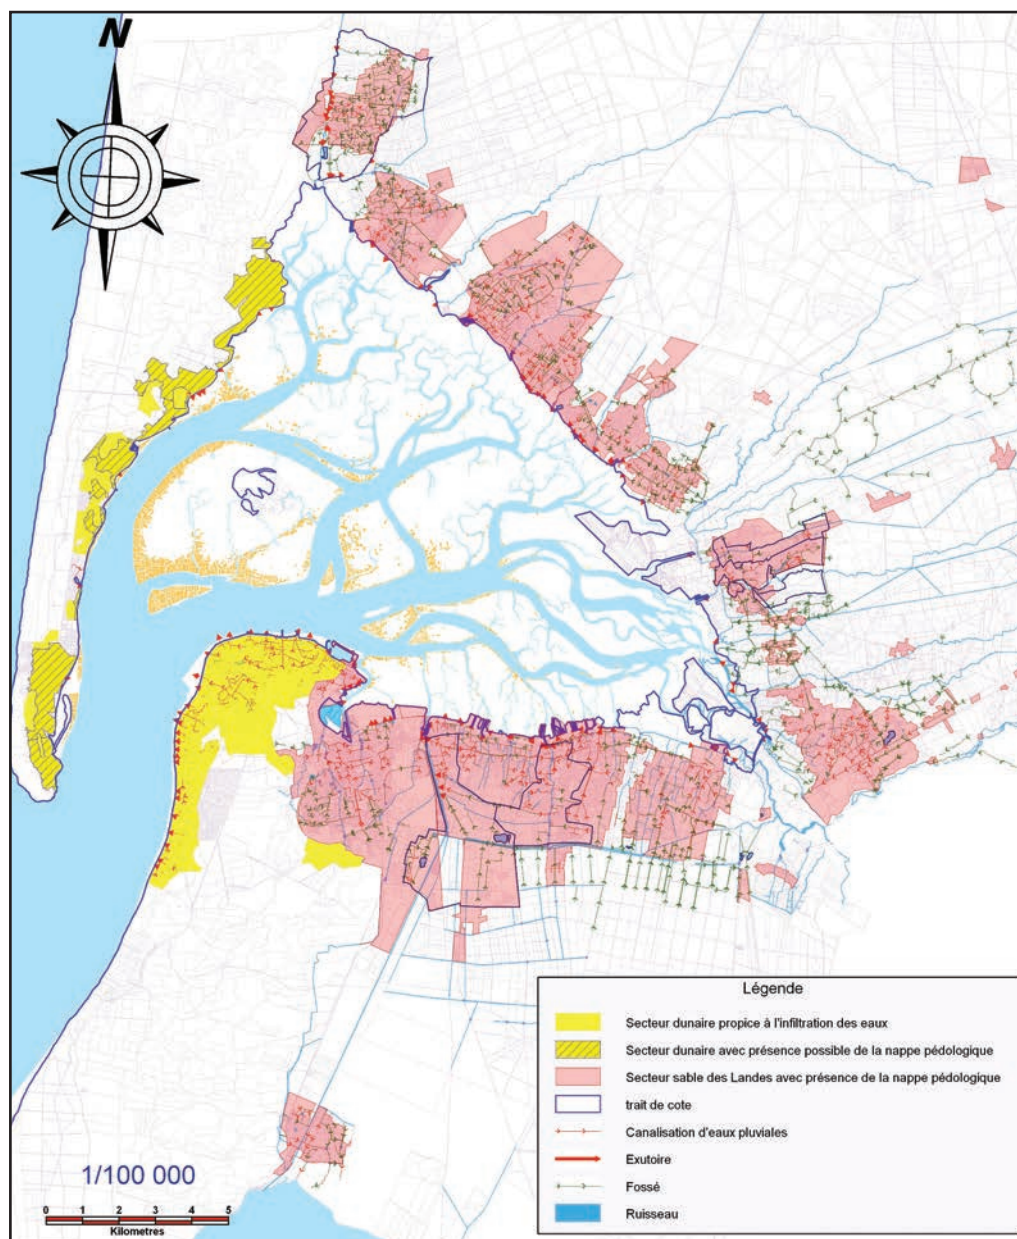 N
Légende
Secteur dunaire propice à l'infiltration des eaux
Secteur dunaire avec présence possible de la nappe pédologique
Secteur sable des Landes avec présence de la nappe pédologique
trait de cote
Canalisation d'eaux pluviales
Exutoire
Fossé
Ruisseau
1/100 000
0 1 2 3 4 5
Kilometres